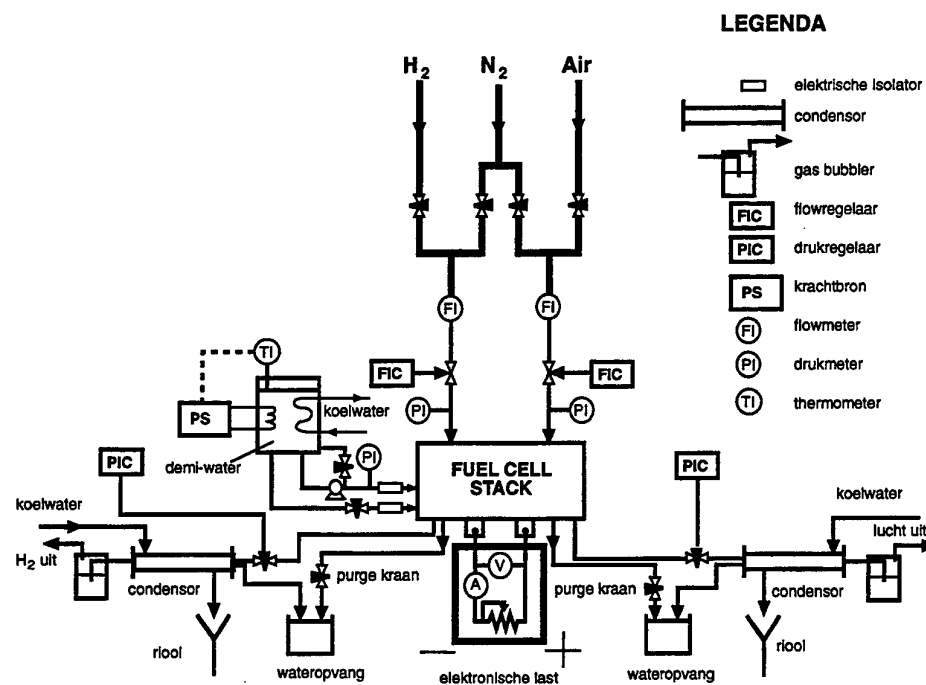 LEGENDA
H2 N2 Air
elektrische isolator
condensor
gas bubbler
FIC flowregelaar
PIC drukregelaar
PS krachtbron
FI flowmeter
PI drukmeter
TI thermometer
FI FI
TI
FIC FIC
PS koelwater PI PI
demi-water PI
FUEL CELL
STACK
PIC PIC
koelwater koelwater
H2 uit lucht uit
condensor purge kraan V purge kraan condensor
A
riool wateropvang wateropvang riool
— +
elektronische last